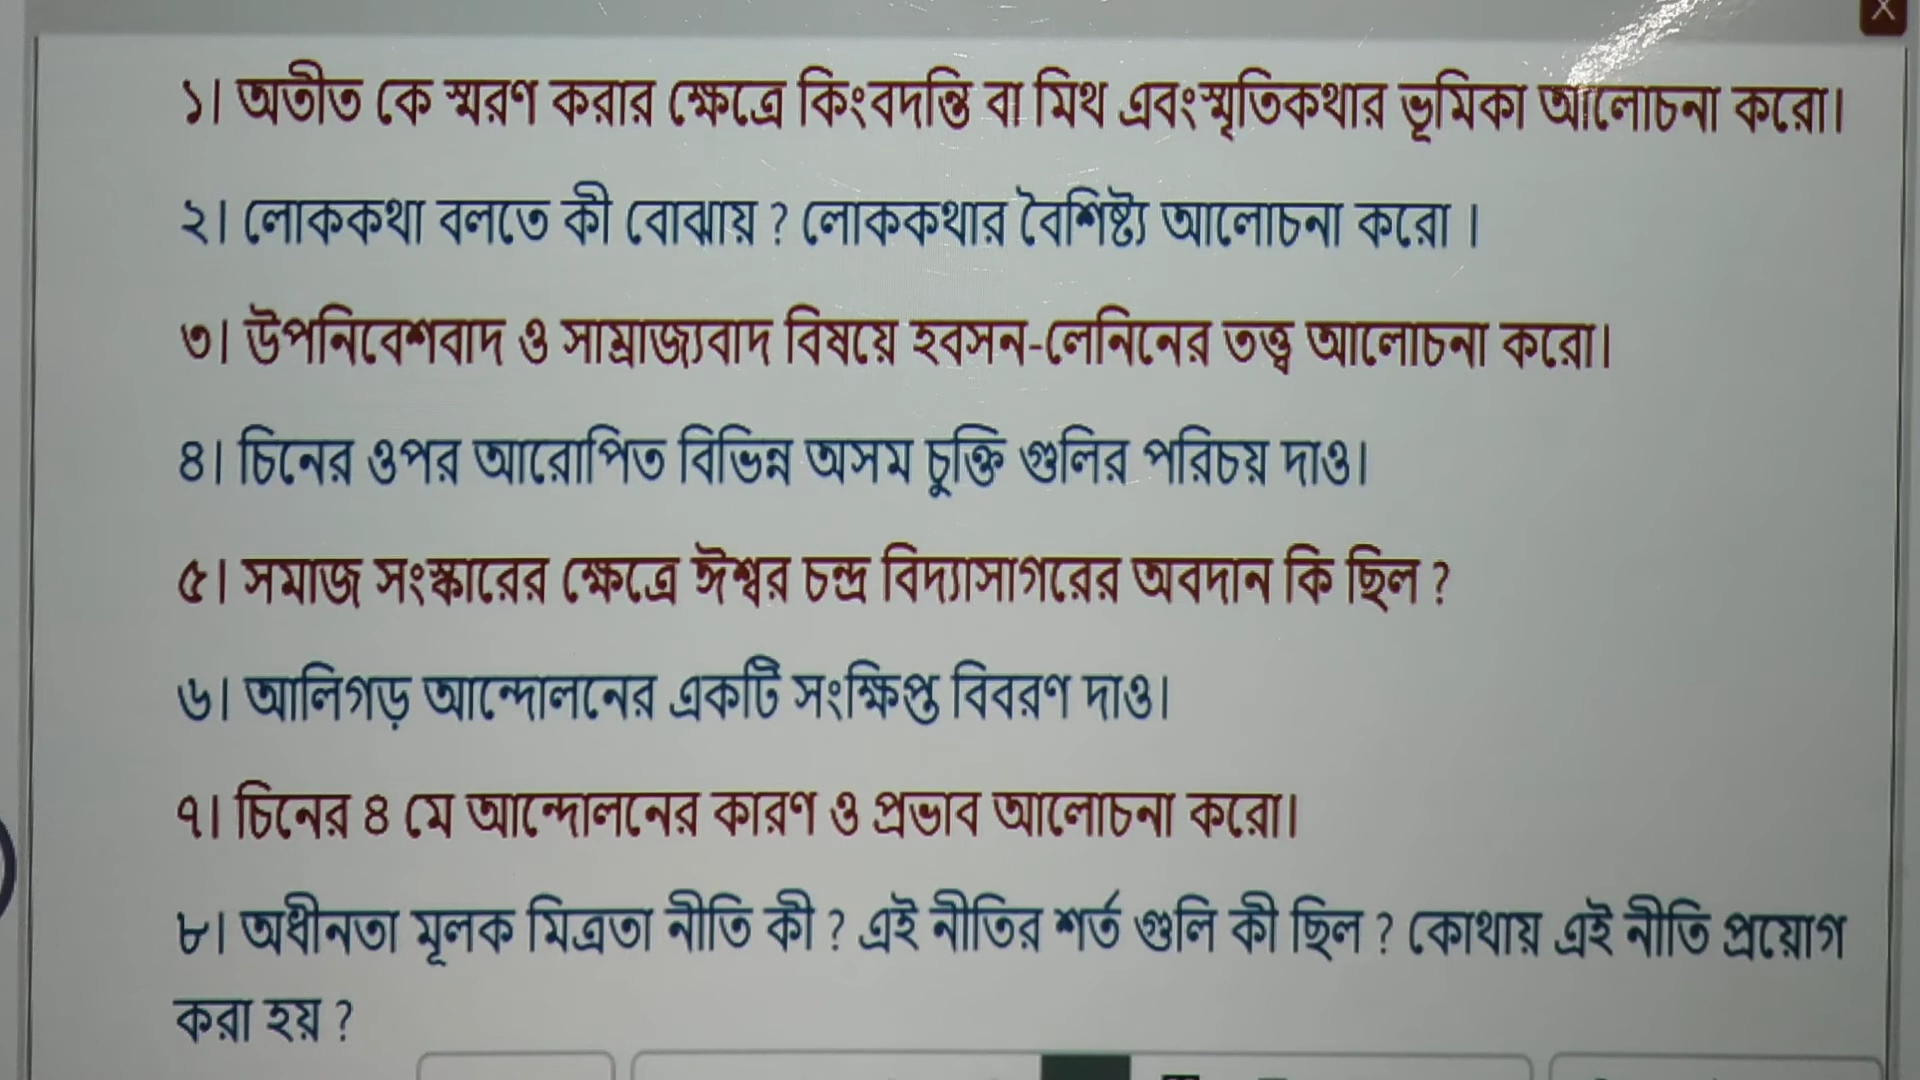 ১। অতীত কে স্মরণ করার ক্ষেত্রে কিংবদন্তি বা মিথ এবংস্মৃতিকথার ভূমিকা আলোচনা করো।
২। লোককথা বলতে কী বোঝায় ? লোককথার বৈশিষ্ট্য আলোচনা করো ।
৩। উপনিবেশবাদ ও সাম্রাজ্যবাদ বিষয়ে হবসন-লেনিনের তত্ত্ব আলোচনা করো।
৪। চিনের ওপর আরোপিত বিভিন্ন অসম চুক্তি গুলির পরিচয় দাও।
৫। সমাজ সংস্কারের ক্ষেত্রে ঈশ্বর চন্দ্র বিদ্যাসাগরের অবদান কি ছিল ?
৬। আলিগড় আন্দোলনের একটি সংক্ষিপ্ত বিবরণ দাও।
৭। চিনের ৪ মে আন্দোলনের কারণ ও প্রভাব আলোচনা করো।
৮। অধীনতা মূলক মিত্রতা নীতি কী ? এই নীতির শর্ত গুলি কী ছিল ? কোথায় এই নীতি প্রয়োগ
করা হয় ?